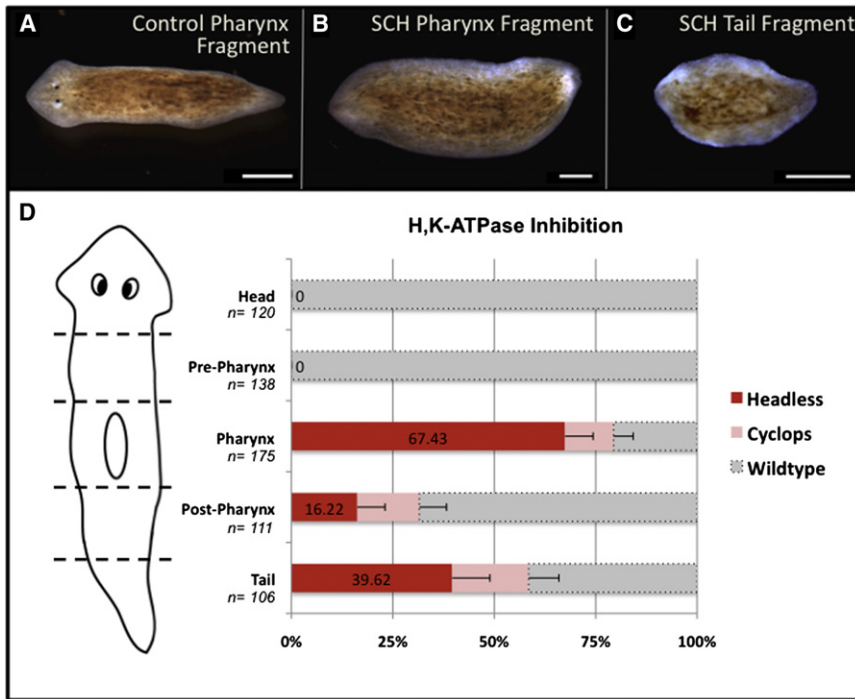 A
Control Pharynx
Fragment
B
SCH Pharynx Fragment
C
SCH Tail Fragment
D
H,K-ATPase Inhibition
Head
n= 120
0
Pre-Pharynx
n= 138
0
Pharynx
n= 175
67.43
Post-Pharynx
n= 111
16.22
Tail
n= 106
39.62
0%
25%
50%
75%
100%
Headless
Cyclops
Wildtype